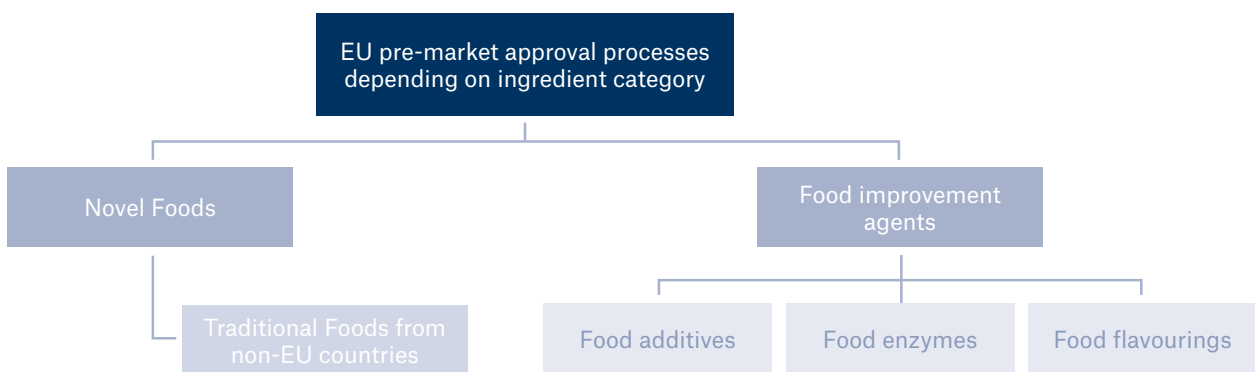 EU pre-market approval processes
depending on ingredient category
Novel Foods
Food improvement
agents
Traditional Foods from
non-EU countries
Food additives
Food enzymes
Food flavourings